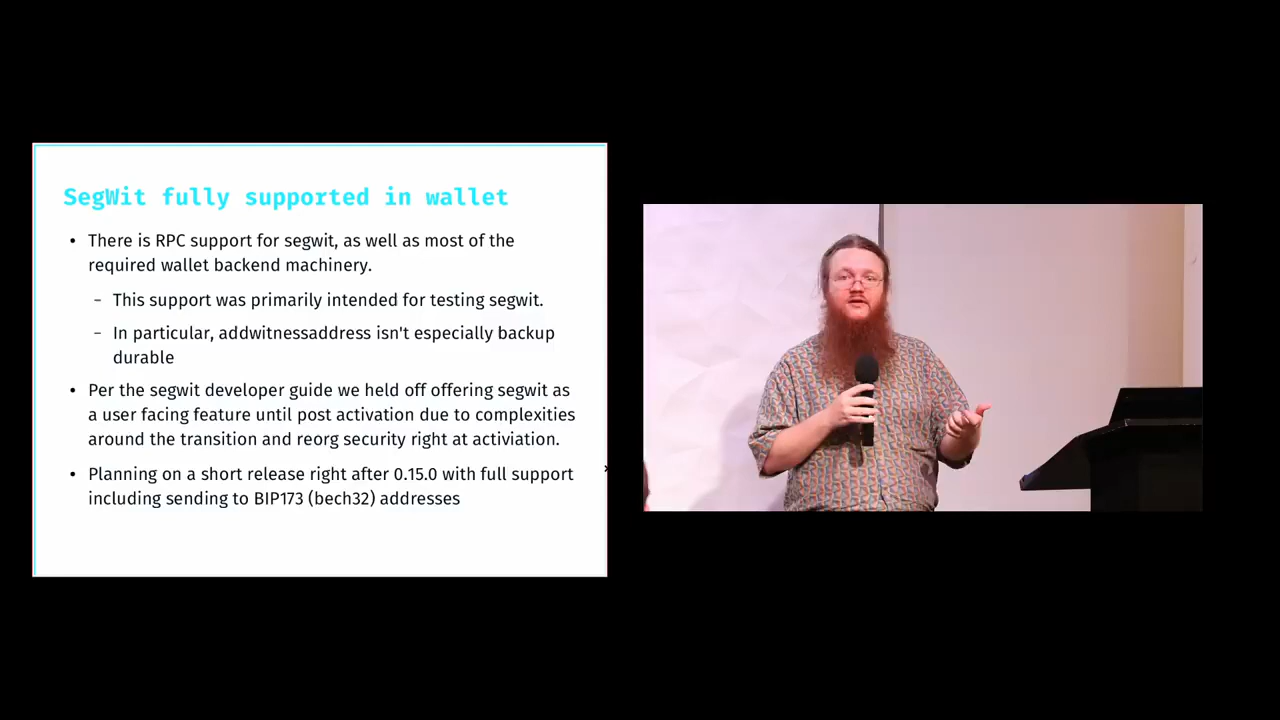 SegWit fully supported in wallet
• There is RPC support for segwit, as well as most of the
required wallet backend machinery.
– This support was primarily intended for testing segwit.
– In particular, addwitnessaddress isn't especially backup
durable
• Per the segwit developer guide we held off offering segwit as
a user facing feature until post activation due to complexities
around the transition and reorg security right at activiation.
• Planning on a short release right after 0.15.0 with full support
including sending to BIP173 (bech32) addresses